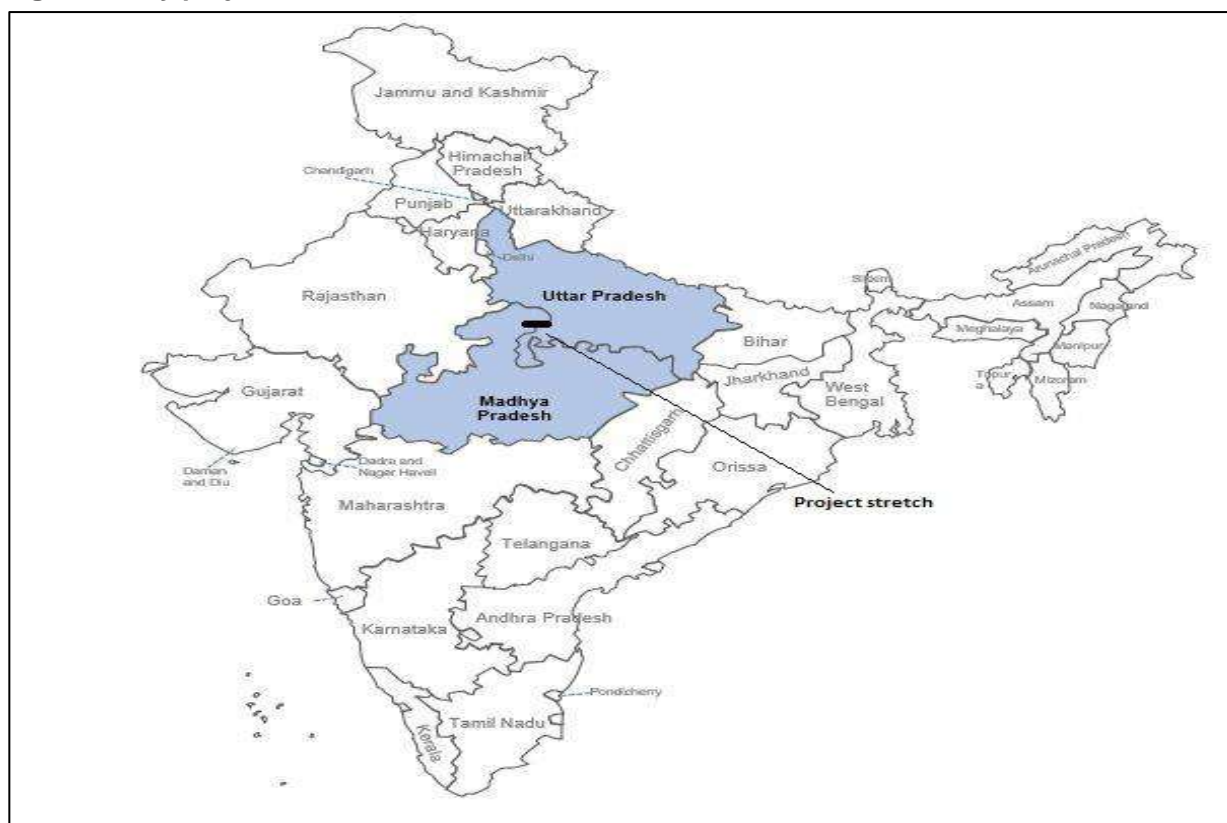 Jammu and Kashmir
Himachal
Pradesh
Chandigarh
Punjab
Uttarakhand
Haryana
Delhi
Arunachal Pradesh
Rajasthan
Uttar Pradesh
Sikkim
Assam
Nagaland
Meghalaya
Bihar
Manipur
Jharkhand
Tripur
a
Mizoram
Gujarat
West
Bengal
Madhya
Pradesh
Chhattisgarh
Orissa
Daman
and Diu
Dadra and
Nagar Haveli
Maharashtra
Project stretch
Telangana
Goa
Andhra Pradesh
Karnataka
Pondicherry
Tamil Nadu
Kerala